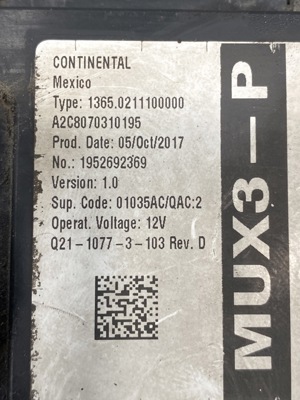 CONTINENTAL
Mexico
Type: 1365.0211100000
A2C8070310195
Prod. Date: 05/Oct/2017
No.: 1952692369
Version: 1.0
Sup. Code: 01035AC/QAC:2
Operat. Voltage: 12V
Q21-1077-3-103 Rev. D
MUX3-P